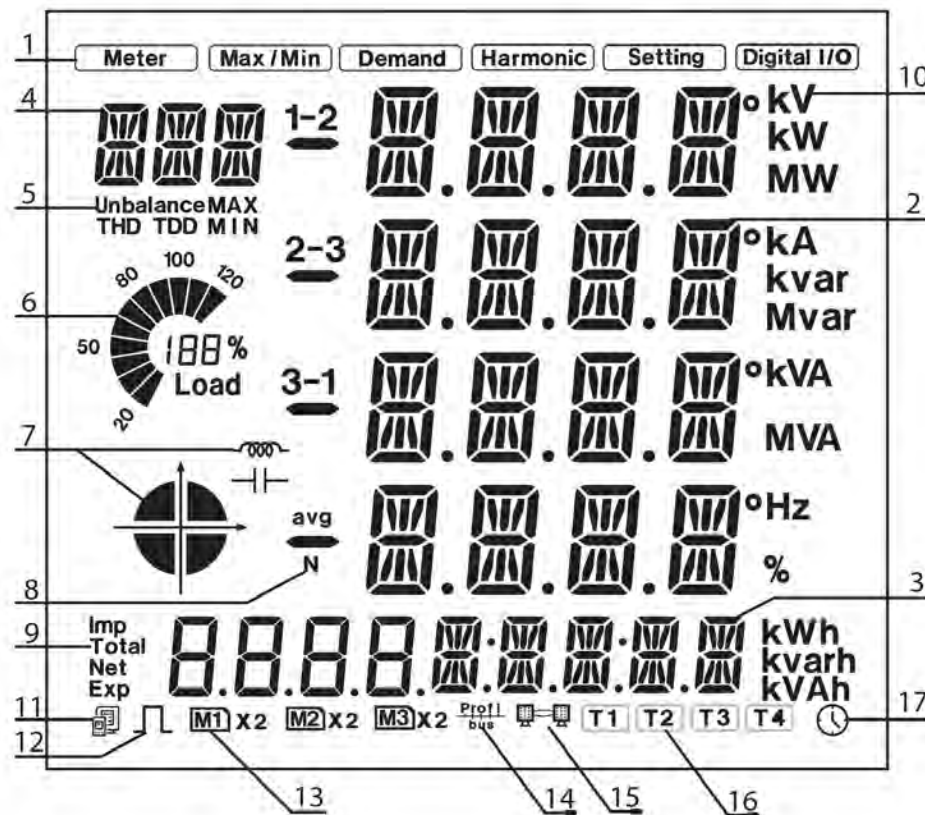 1
Meter Max/Min Demand Harmonic Setting Digital I/O
10
4
1-2
kV
kW
MW
5
Unbalance MAX
THD TDD MIN
2
2-3
kA
kvar
Mvar
6
20 50 80 100 120
188%
Load
3-1
kVA
MVA
7
avg
N
Hz
%
8
3
9
Imp
Total
Net
Exp
kWh
kvarh
kVAh
11
12
M1 X2 M2 X2 M3 X2 Profi bus T1 T2 T3 T4
17
13
14
15
16